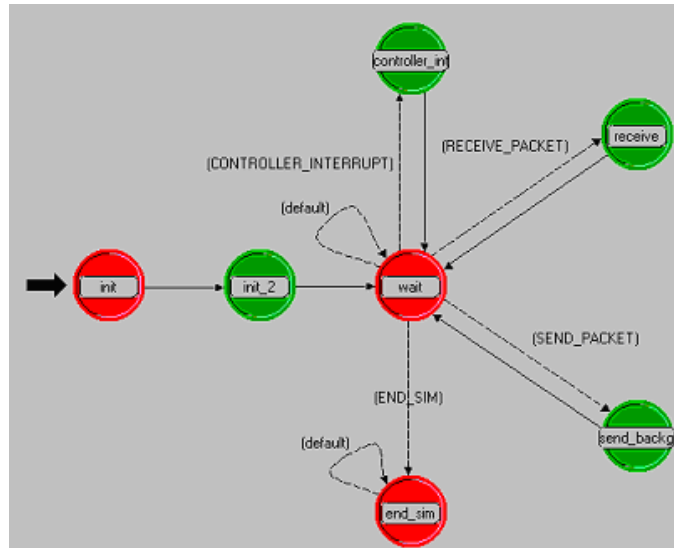 controller_int
receive
(RECEIVE_PACKET)
(CONTROLLER_INTERRUPT)
(default)
init
init_2
wait
(SEND_PACKET)
(END_SIM)
send_backg
(default)
end_sim